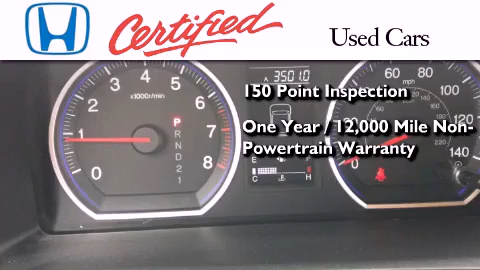 Certified
Used Cars
A 3501.0
150 Point Inspection
One Year / 12,000 Mile Non-
Powertrain Warranty
x1000r/min
0 1 2 3 4 5 6 7 8
P
R
N
D
2
1
E
C H
mph
0 60 80 100 120 140